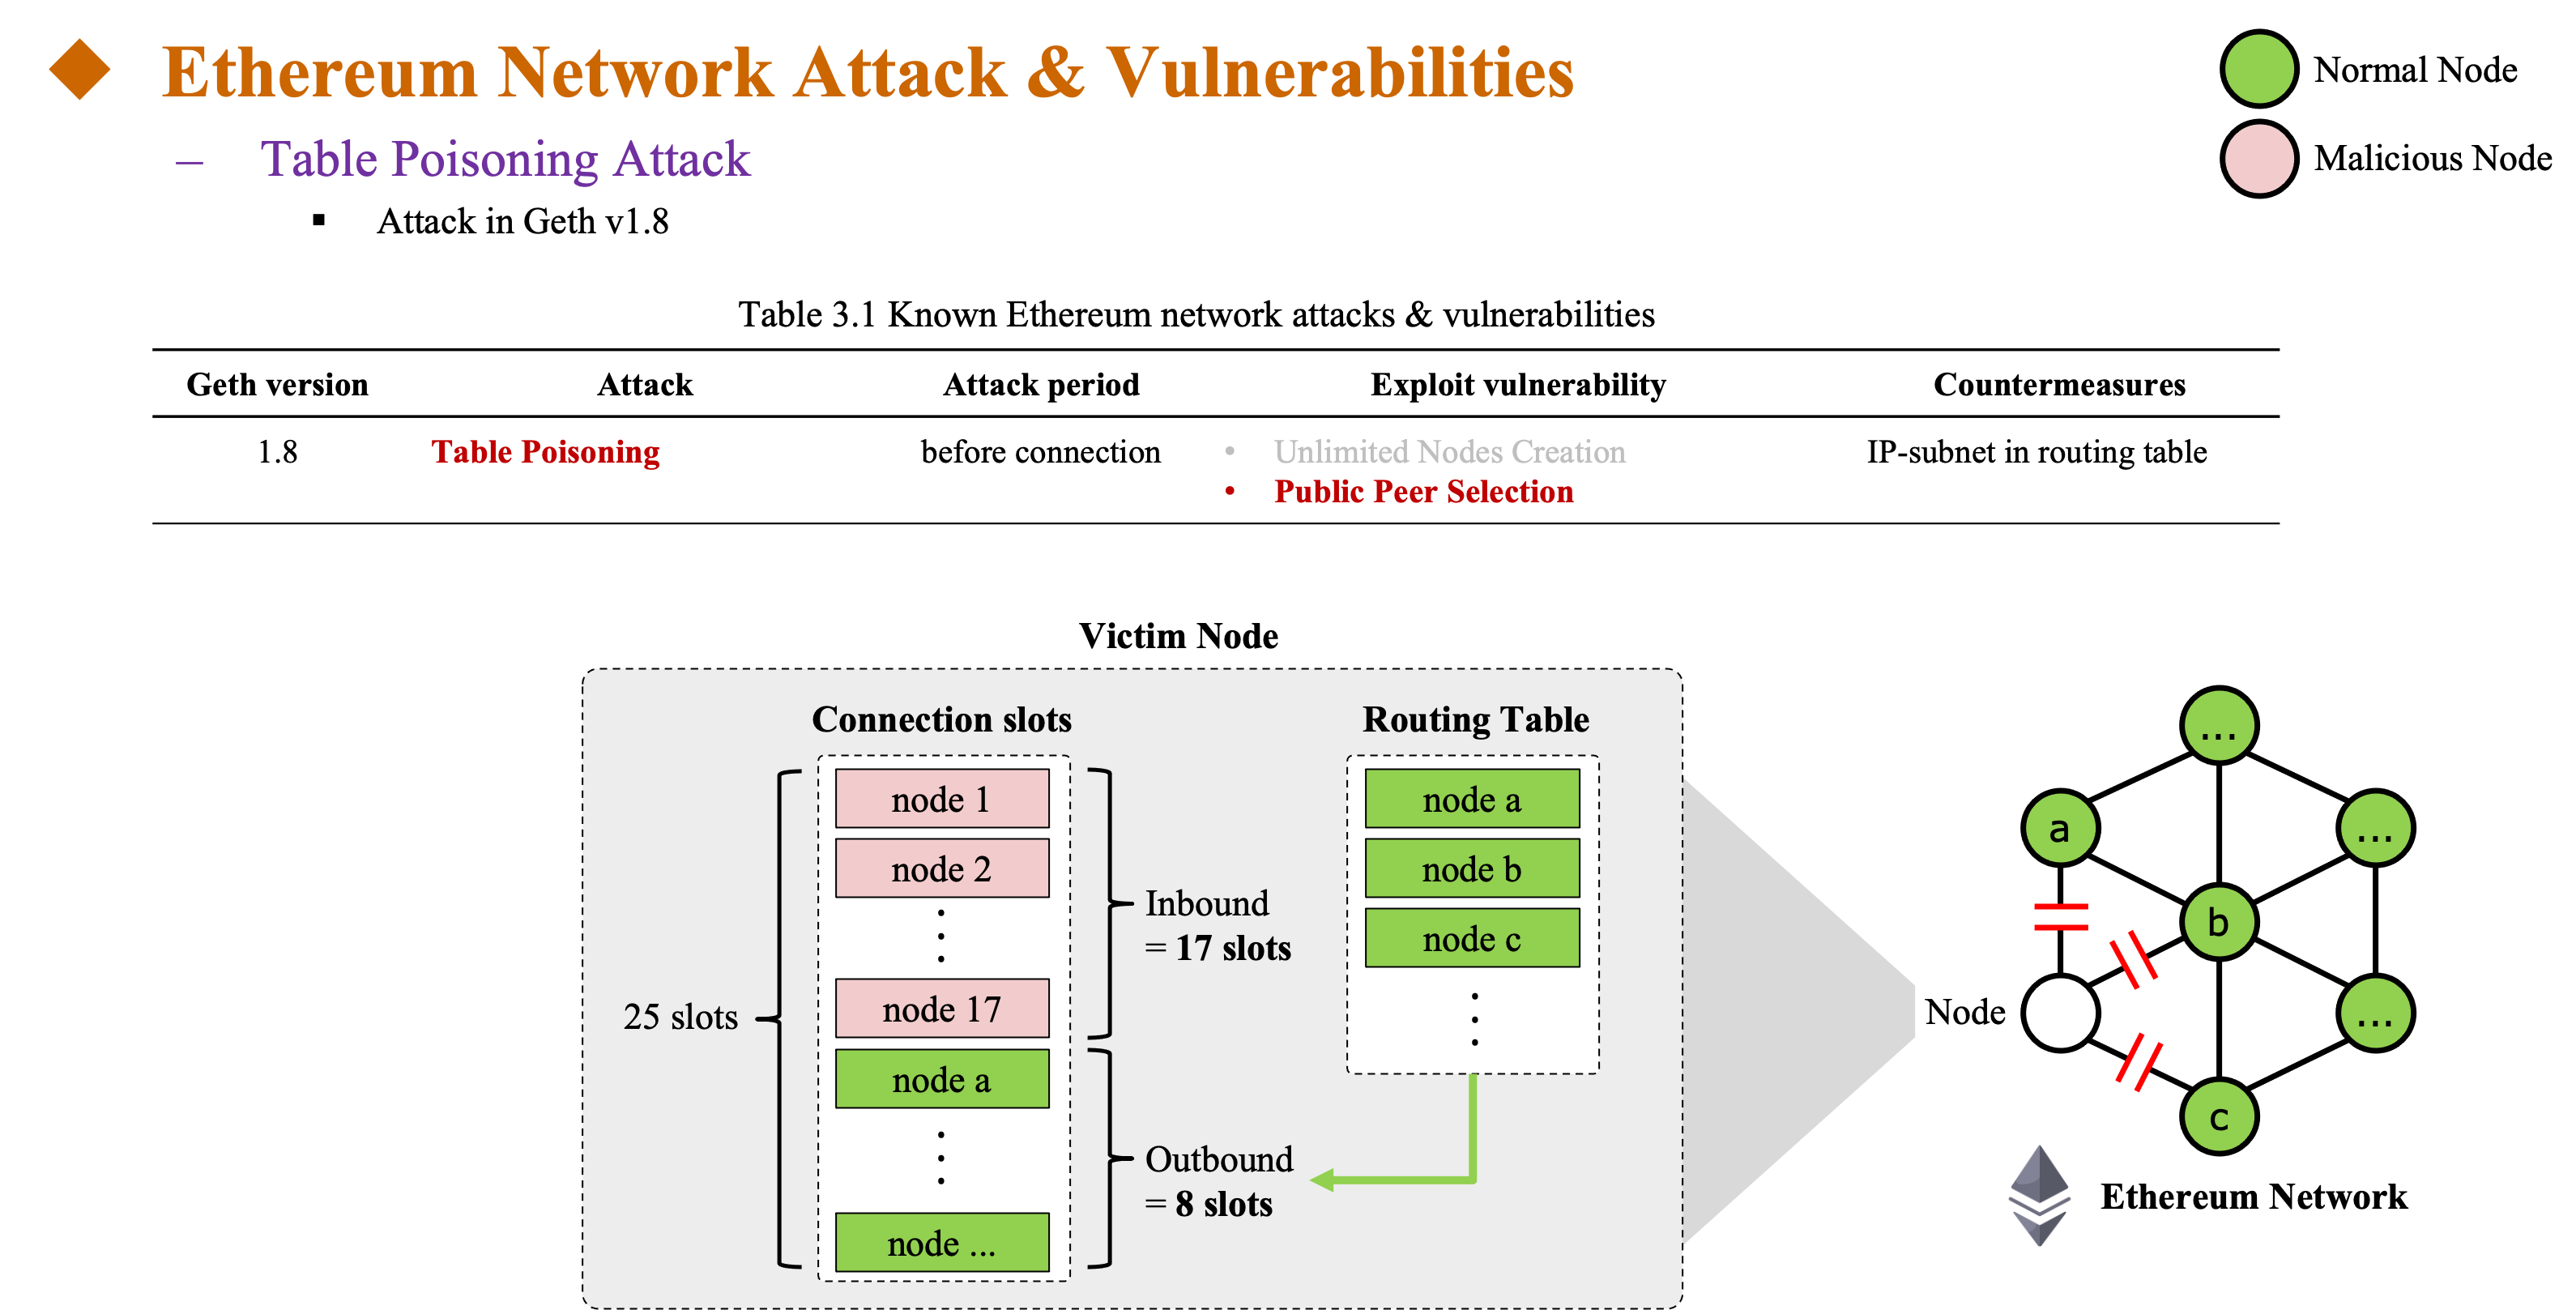 Ethereum Network Attack & Vulnerabilities
– Table Poisoning Attack
▪ Attack in Geth v1.8
Normal Node
Malicious Node
Table 3.1 Known Ethereum network attacks & vulnerabilities
Geth version Attack Attack period Exploit vulnerability Countermeasures
1.8 Table Poisoning before connection • Unlimited Nodes Creation IP-subnet in routing table
• Public Peer Selection
Victim Node
Connection slots
25 slots
node 1
node 2
node 17
node a
node ...
Inbound
= 17 slots
Outbound
= 8 slots
Routing Table
node a
node b
node c
Node
...
a
...
b
...
c
Ethereum Network